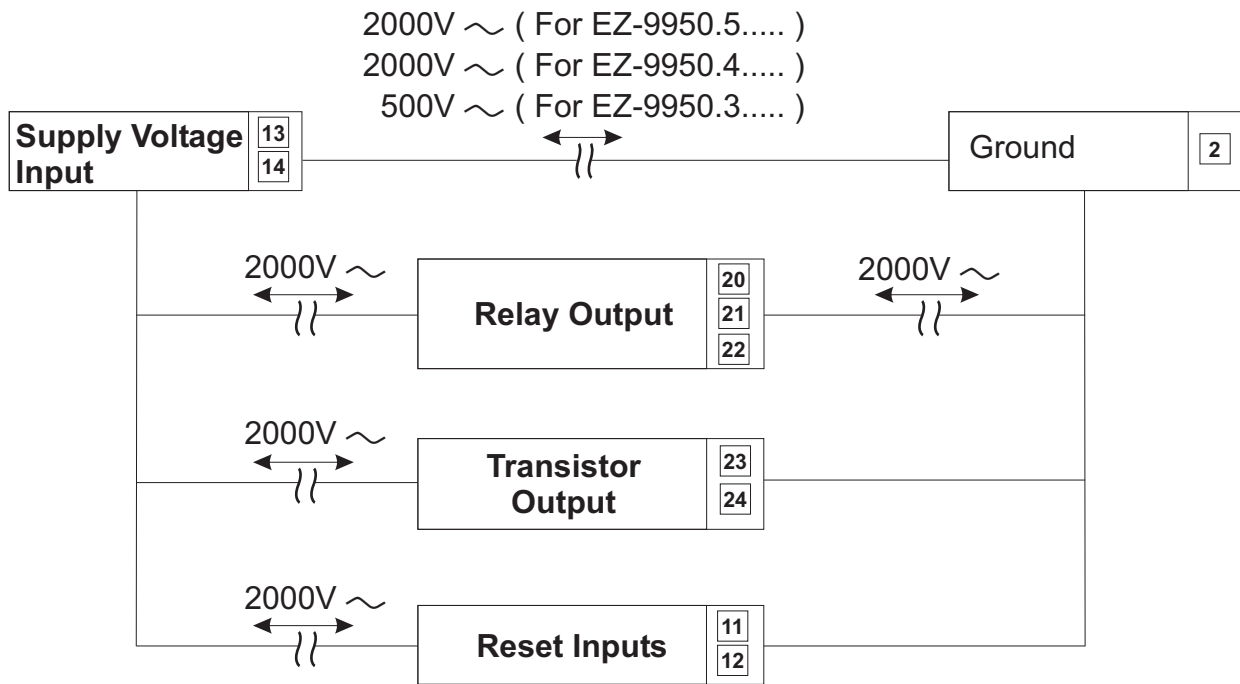 2000V ~ ( For EZ-9950.5..... )
2000V ~ ( For EZ-9950.4..... )
500V ~ ( For EZ-9950.3..... )
Supply Voltage
Input
13
14
Ground
2
2000V ~
Relay Output
20
21
22
2000V ~
2000V ~
Transistor
Output
23
24
2000V ~
Reset Inputs
11
12